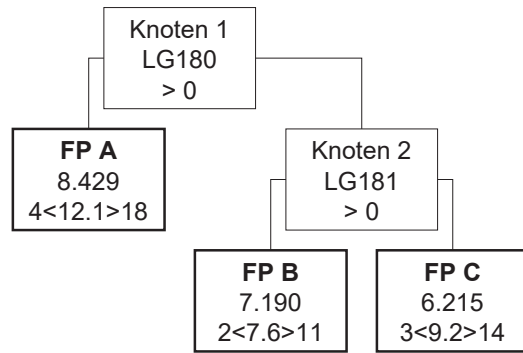 Knoten 1
LG180
> 0
FP A
8.429
4<12.1>18
Knoten 2
LG181
> 0
FP B
7.190
2<7.6>11
FP C
6.215
3<9.2>14